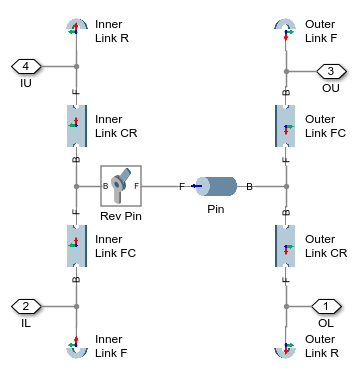 Inner
Link R
Outer
Link F
4
IU
3
OU
F
B
Inner
Link CR
Outer
Link FC
B
F
B
F
F
B
Rev Pin
Pin
F
B
Inner
Link FC
Outer
Link CR
B
F
2
IL
1
OL
Inner
Link F
Outer
Link R